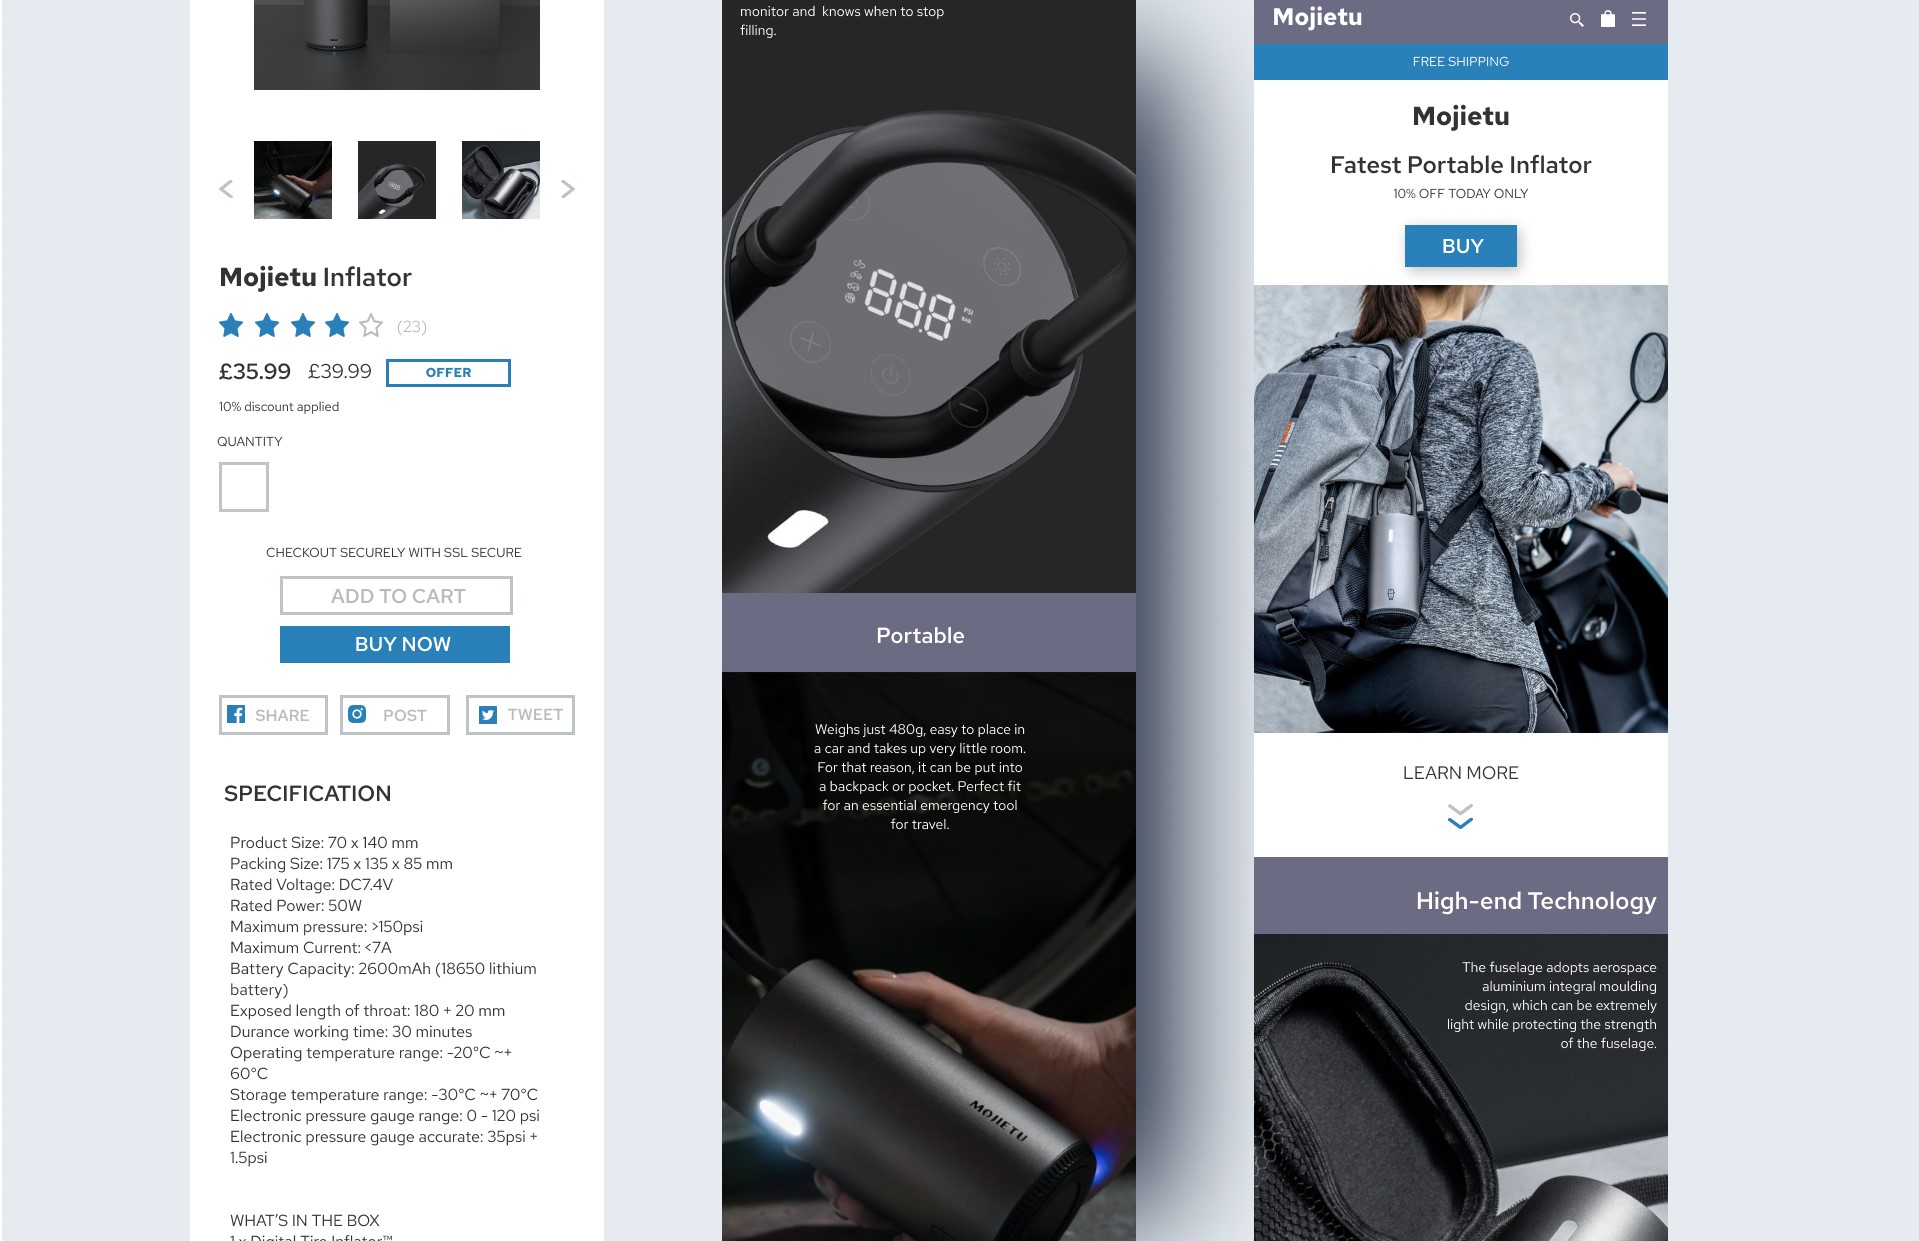 Mojietu Inflator
(23)
£35.99 £39.99 OFFER
10% discount applied
QUANTITY
CHECKOUT SECURELY WITH SSL SECURE
ADD TO CART
BUY NOW
SHARE POST TWEET
SPECIFICATION
Product Size: 70 x 140 mm
Packing Size: 175 x 135 x 85 mm
Rated Voltage: DC7.4V
Rated Power: 50W
Maximum pressure: >150psi
Maximum Current: <7A
Battery Capacity: 2600mAh (18650 lithium
battery)
Exposed length of throat: 180 + 20 mm
Durance working time: 30 minutes
Operating temperature range: -20°C ~+
60°C
Storage temperature range: -30°C ~+ 70°C
Electronic pressure gauge range: 0 - 120 psi
Electronic pressure gauge accurate: 35psi +
1.5psi
WHAT'S IN THE BOX
1 x Digital Tire Inflator™
monitor and knows when to stop
filling.
88.8 PSI
BAR
Portable
Weighs just 480g, easy to place in
a car and takes up very little room.
For that reason, it can be put into
a backpack or pocket. Perfect fit
for an essential emergency tool
for travel.
MOJIETU
Mojietu
FREE SHIPPING
Mojietu
Fatest Portable Inflator
10% OFF TODAY ONLY
BUY
LEARN MORE
High-end Technology
The fuselage adopts aerospace
aluminium integral moulding
design, which can be extremely
light while protecting the strength
of the fuselage.